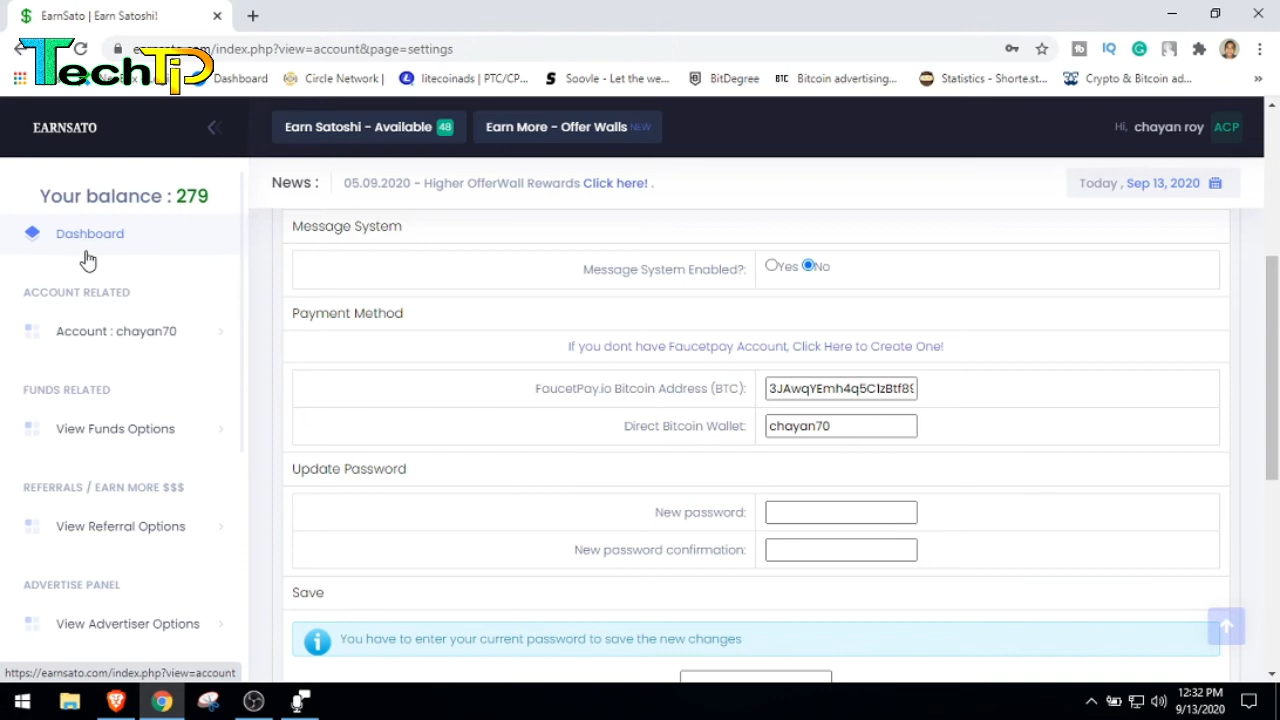 EarnSato | Earn Satoshi!
earnsato.com/index.php?view=account&page=settings
TechTip
Dashboard
Circle Network |
litecoinads | PTC/CP...
Soovle - Let the we...
BitDegree
BTC Bitcoin advertising...
Statistics - Shorte.st...
Crypto & Bitcoin ad...
EARNSATO
Earn Satoshi - Available 48
Earn More - Offer Walls NEW
Hi, chayan roy ACP
Your balance : 279
News :
05.09.2020 - Higher OfferWall Rewards Click here! .
Today , Sep 13, 2020
Dashboard
ACCOUNT RELATED
Account : chayan70
FUNDS RELATED
View Funds Options
REFERRALS / EARN MORE $$$
View Referral Options
ADVERTISE PANEL
View Advertiser Options
Message System
Message System Enabled?: Yes No
Payment Method
If you dont have Faucetpay Account, Click Here to Create One!
FaucetPay.io Bitcoin Address (BTC): 3JAwqYEmh4q5C1zBtf89
Direct Bitcoin Wallet: chayan70
Update Password
New password:
New password confirmation:
Save
You have to enter your current password to save the new changes
https://earnsato.com/index.php?view=account
12:32 PM
9/13/2020